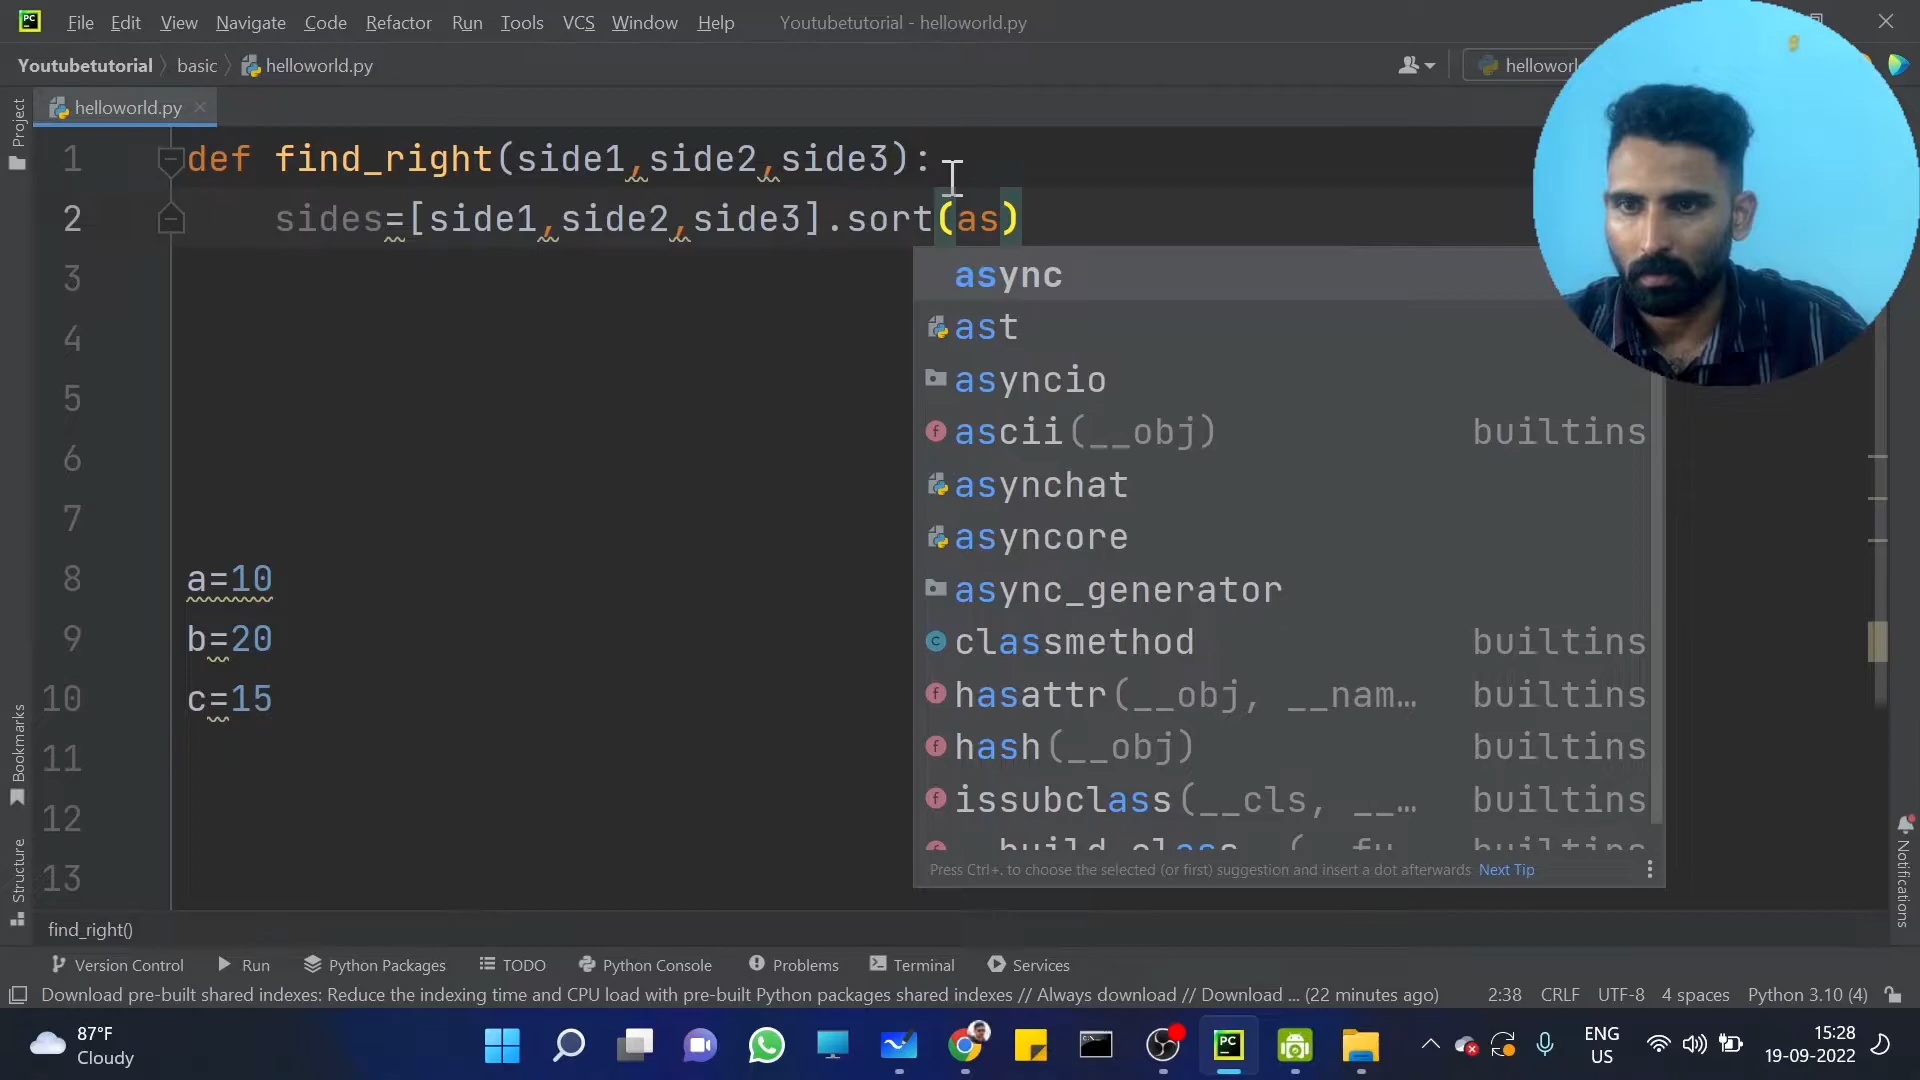 File Edit View Navigate Code Refactor Run Tools VCS Window Help Youtubetutorial - helloworld.py
Youtubetutorial basic helloworld.py
helloworld.py
Project
1 def find_right(side1,side2,side3):
2 sides=[side1,side2,side3].sort(as)
3
4
5
6
7
8 a=10
9 b=20
10 c=15
11
12
13
async
ast
asyncio
ascii(__obj) builtins
asynchat
asyncore
async_generator
classmethod builtins
hasattr(__obj, __nam… builtins
hash(__obj) builtins
issubclass(__cls, __… builtins
Press Ctrl+. to choose the selected (or first) suggestion and insert a dot afterwards Next Tip
Bookmarks
Structure
Notifications
find_right()
Version Control Run Python Packages TODO Python Console Problems Terminal Services
Download pre-built shared indexes: Reduce the indexing time and CPU load with pre-built Python packages shared indexes // Always download // Download ... (22 minutes ago) 2:38 CRLF UTF-8 4 spaces Python 3.10 (4)
87°F
Cloudy
ENG
US
15:28
19-09-2022